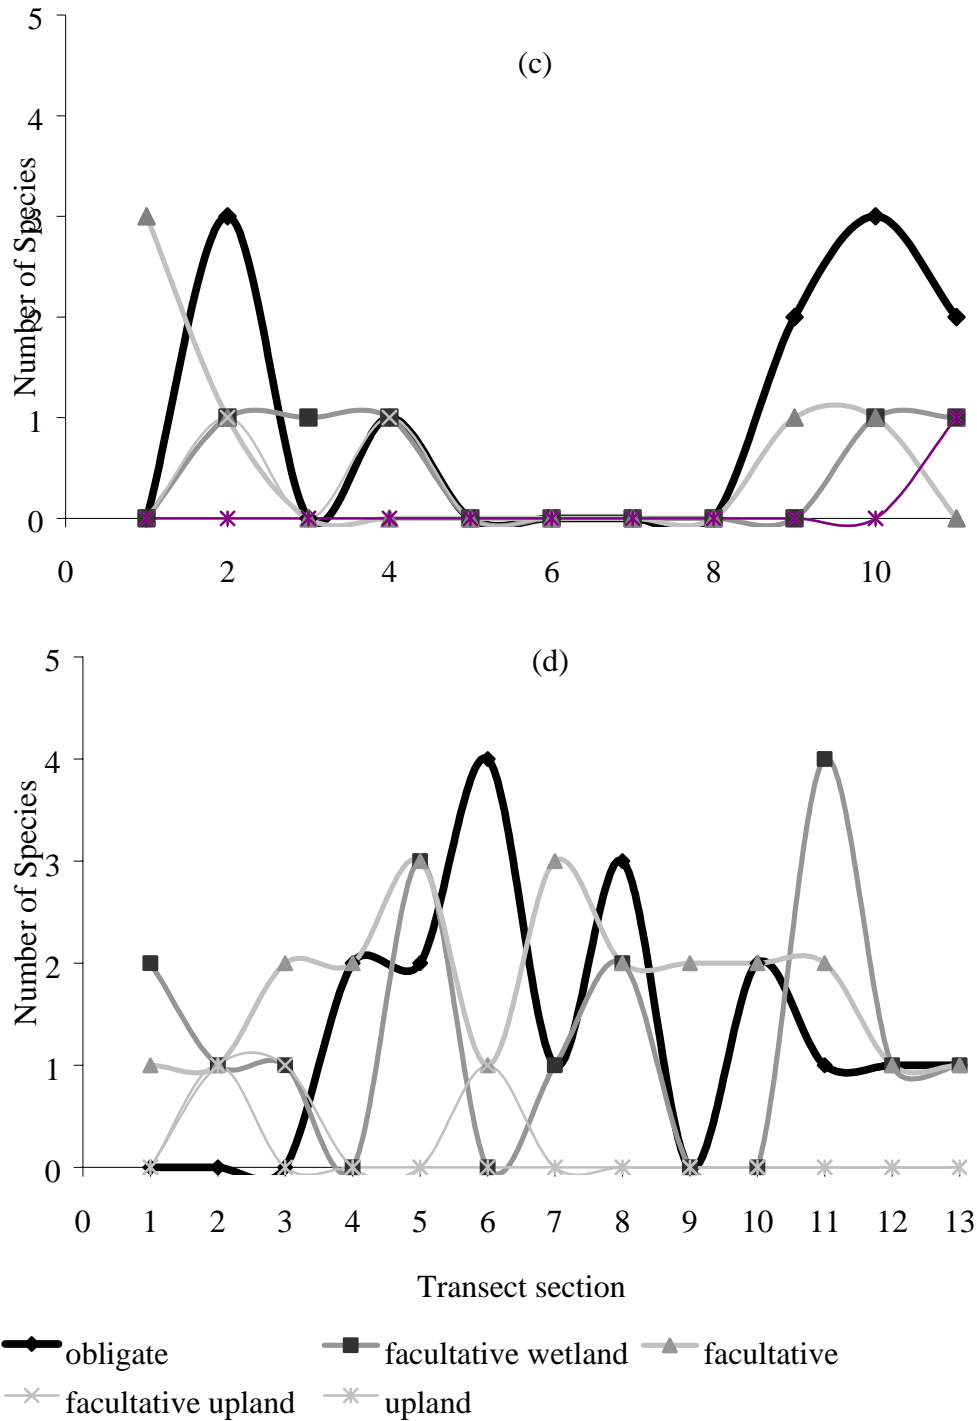 5
(c)
4
3
2
1
0
Number of Species
0 2 4 6 8 10
5
(d)
4
3
2
1
0
Number of Species
0 1 2 3 4 5 6 7 8 9 10 11 12 13
Transect section
obligate facultative wetland facultative
facultative upland upland